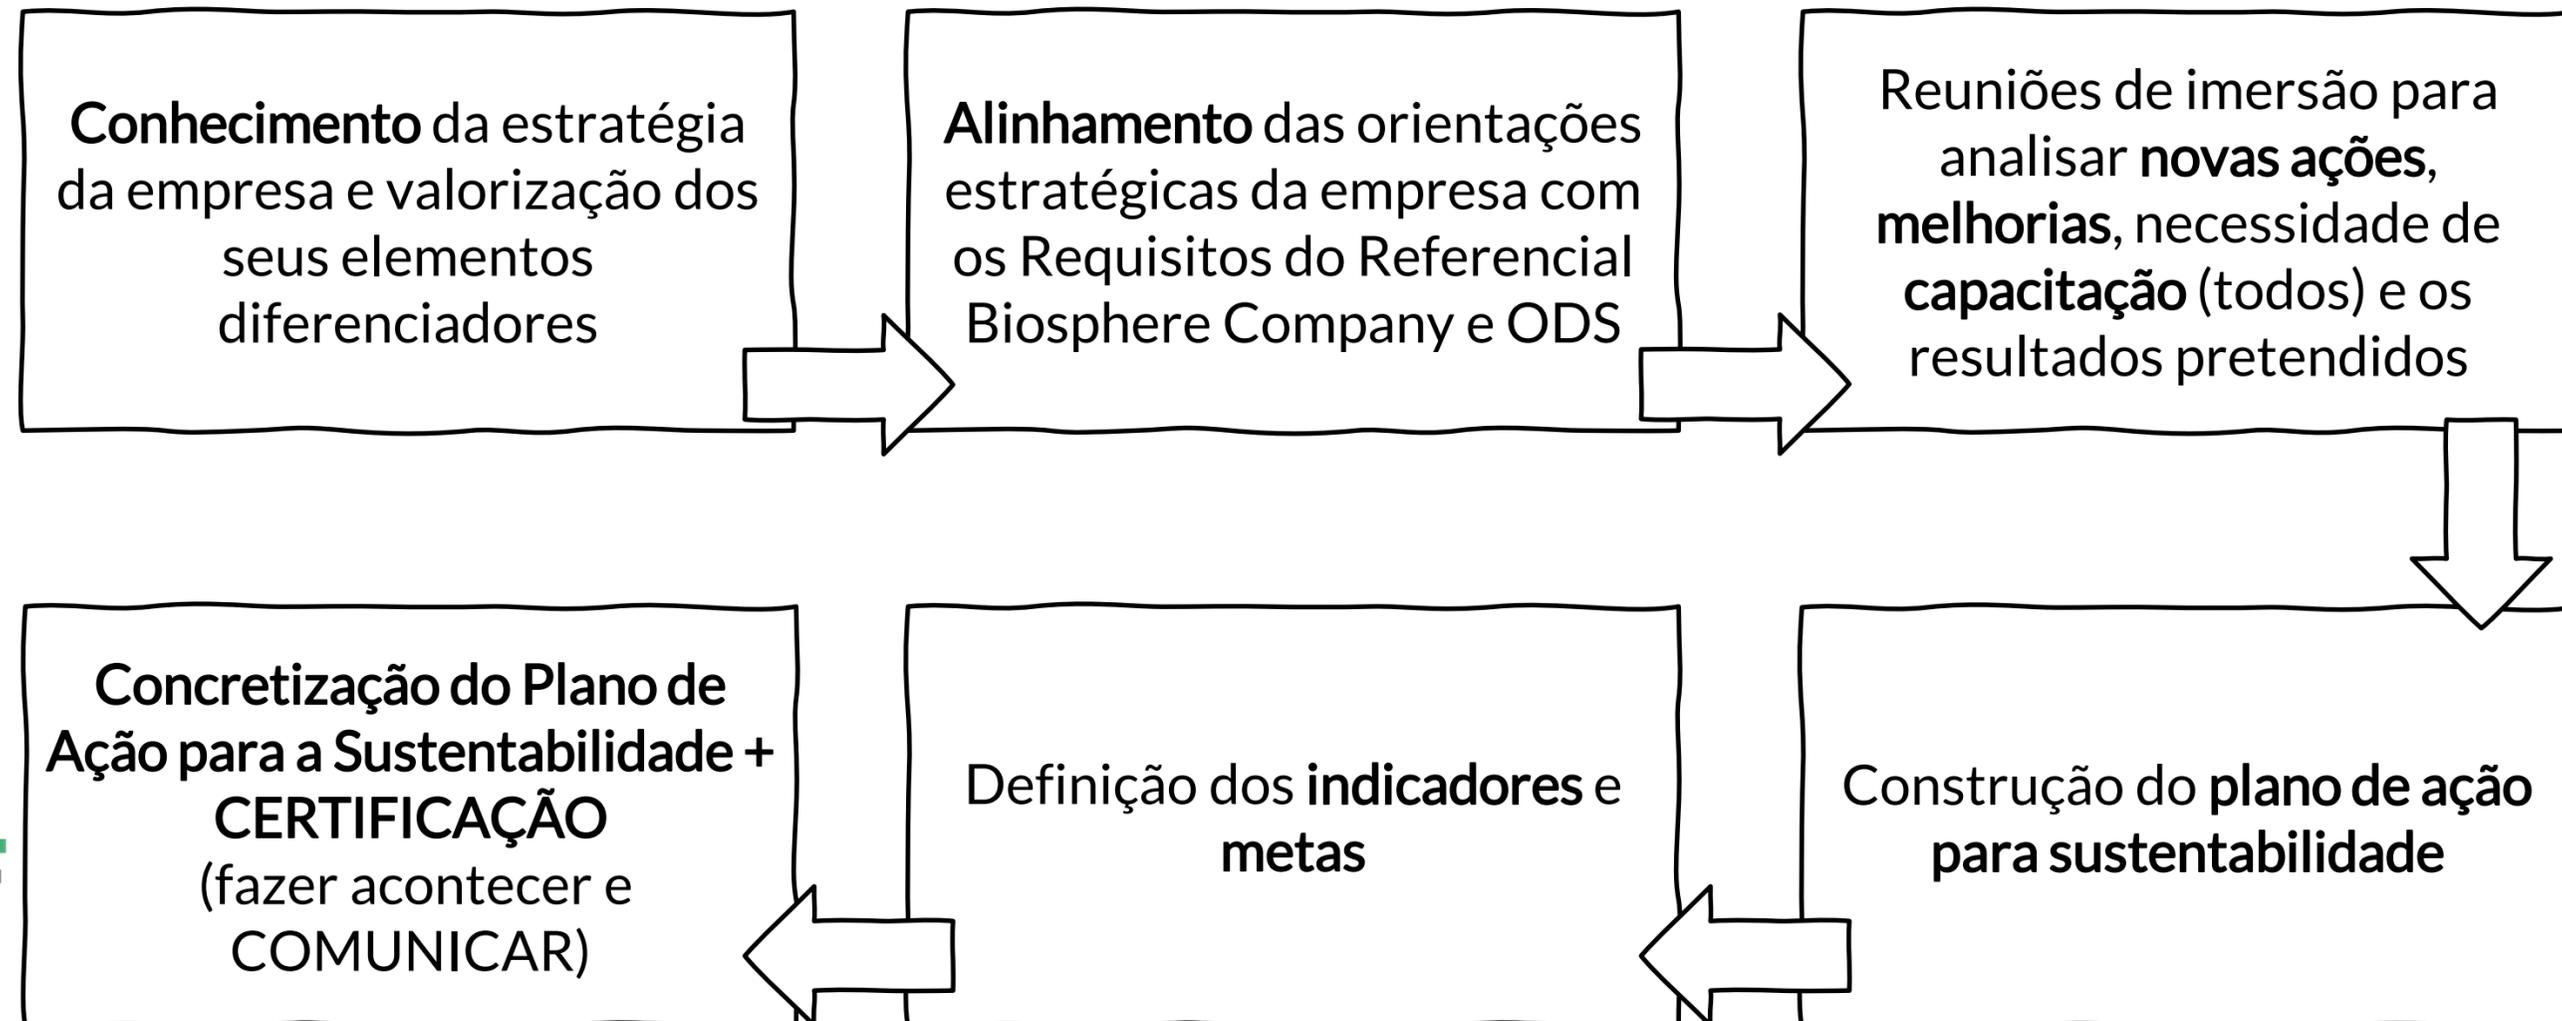 Conhecimento da estratégia
da empresa e valorização dos
seus elementos
diferenciadores
Alinhamento das orientações
estratégicas da empresa com
os Requisitos do Referencial
Biosphere Company e ODS
Reuniões de imersão para
analisar novas ações,
melhorias, necessidade de
capacitação (todos) e os
resultados pretendidos
Construção do plano de ação
para sustentabilidade
Definição dos indicadores e
metas
Concretização do Plano de
Ação para a Sustentabilidade +
CERTIFICAÇÃO
(fazer acontecer e
COMUNICAR)